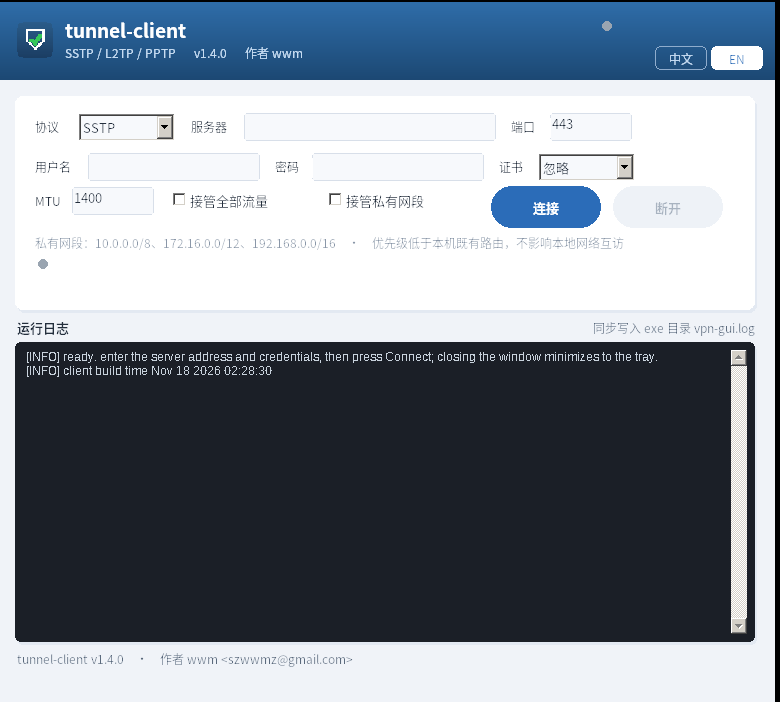 tunnel-client
SSTP / L2TP / PPTP v1.4.0 作者 wwm
中文 EN
协议 SSTP 服务器 端口 443
用户名 密码 证书 忽略
MTU 1400 接管全部流量 接管私有网段 连接 断开
私有网段：10.0.0.0/8、172.16.0.0/12、192.168.0.0/16 · 优先级低于本机既有路由，不影响本地网络互访
运行日志 同步写入 exe 目录 vpn-gui.log
[INFO] ready. enter the server address and credentials, then press Connect; closing the window minimizes to the tray.
[INFO] client build time Nov 18 2026 02:28:30
tunnel-client v1.4.0 · 作者 wwm <szwwmz@gmail.com>